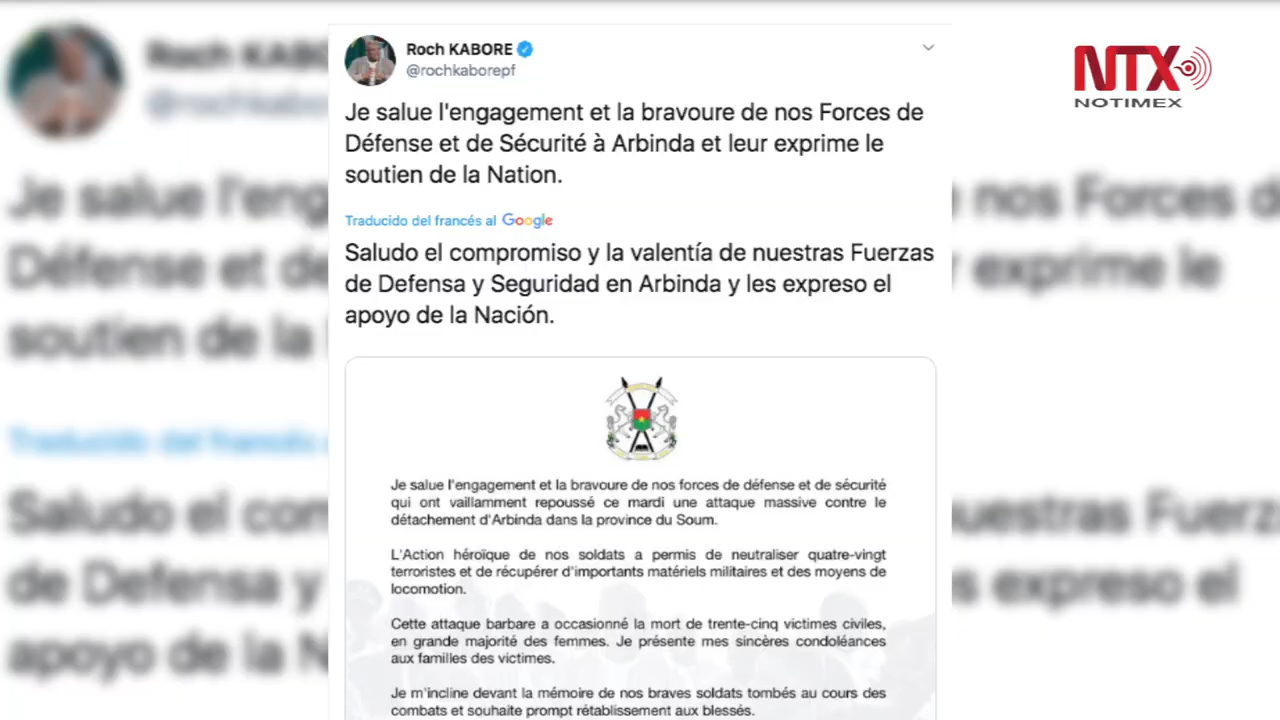 Roch KABORE
@rochkaborepf
NTX
NOTIMEX
Je salue l'engagement et la bravoure de nos Forces de
Défense et de Sécurité à Arbinda et leur exprime le
soutien de la Nation.
Traducido del francés al Google
Saludo el compromiso y la valentía de nuestras Fuerzas
de Defensa y Seguridad en Arbinda y les expreso el
apoyo de la Nación.
Je salue l'engagement et la bravoure de nos forces de défense et de sécurité
qui ont vaillamment repoussé ce mardi une attaque massive contre le
détachement d'Arbinda dans la province du Soum.
L'Action héroïque de nos soldats a permis de neutraliser quatre-vingt
terroristes et de récupérer d'importants matériels militaires et des moyens de
locomotion.
Cette attaque barbare a occasionné la mort de trente-cinq victimes civiles,
en grande majorité des femmes. Je présente mes sincères condoléances
aux familles des victimes.
Je m'incline devant la mémoire de nos braves soldats tombés au cours des
combats et souhaite prompt rétablissement aux blessés.